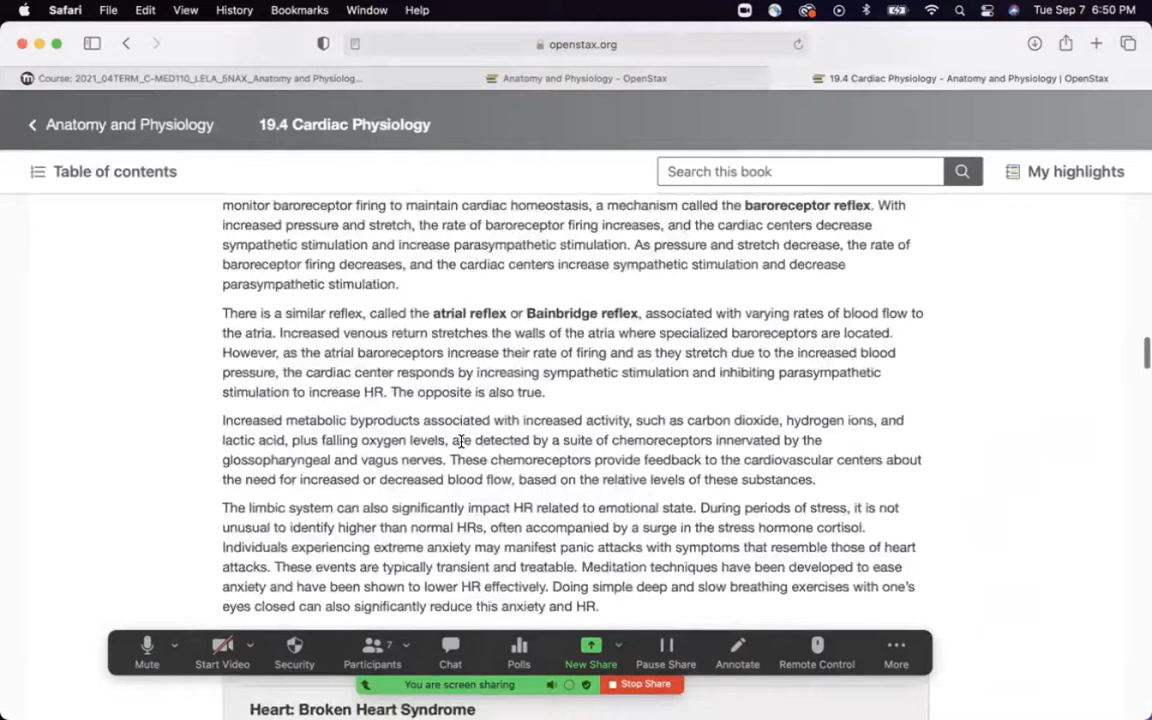 Safari File Edit View History Bookmarks Window Help Tue Sep 7 6:50 PM
openstax.org
Course: 2021_04TERM_C-MED110_LELA_5NAX_Anatomy and Physiolog... Anatomy and Physiology - OpenStax 19.4 Cardiac Physiology - Anatomy and Physiology | OpenStax
Anatomy and Physiology 19.4 Cardiac Physiology
Table of contents Search this book My highlights
monitor baroreceptor firing to maintain cardiac homeostasis, a mechanism called the baroreceptor reflex. With
increased pressure and stretch, the rate of baroreceptor firing increases, and the cardiac centers decrease
sympathetic stimulation and increase parasympathetic stimulation. As pressure and stretch decrease, the rate of
baroreceptor firing decreases, and the cardiac centers increase sympathetic stimulation and decrease
parasympathetic stimulation.
There is a similar reflex, called the atrial reflex or Bainbridge reflex, associated with varying rates of blood flow to
the atria. Increased venous return stretches the walls of the atria where specialized baroreceptors are located.
However, as the atrial baroreceptors increase their rate of firing and as they stretch due to the increased blood
pressure, the cardiac center responds by increasing sympathetic stimulation and inhibiting parasympathetic
stimulation to increase HR. The opposite is also true.
Increased metabolic byproducts associated with increased activity, such as carbon dioxide, hydrogen ions, and
lactic acid, plus falling oxygen levels, are detected by a suite of chemoreceptors innervated by the
glossopharyngeal and vagus nerves. These chemoreceptors provide feedback to the cardiovascular centers about
the need for increased or decreased blood flow, based on the relative levels of these substances.
The limbic system can also significantly impact HR related to emotional state. During periods of stress, it is not
unusual to identify higher than normal HRs, often accompanied by a surge in the stress hormone cortisol.
Individuals experiencing extreme anxiety may manifest panic attacks with symptoms that resemble those of heart
attacks. These events are typically transient and treatable. Meditation techniques have been developed to ease
anxiety and have been shown to lower HR effectively. Doing simple deep and slow breathing exercises with one's
eyes closed can also significantly reduce this anxiety and HR.
7
Mute Start Video Security Participants Chat Polls New Share Pause Share Annotate Remote Control More
You are screen sharing Stop Share
Heart: Broken Heart Syndrome